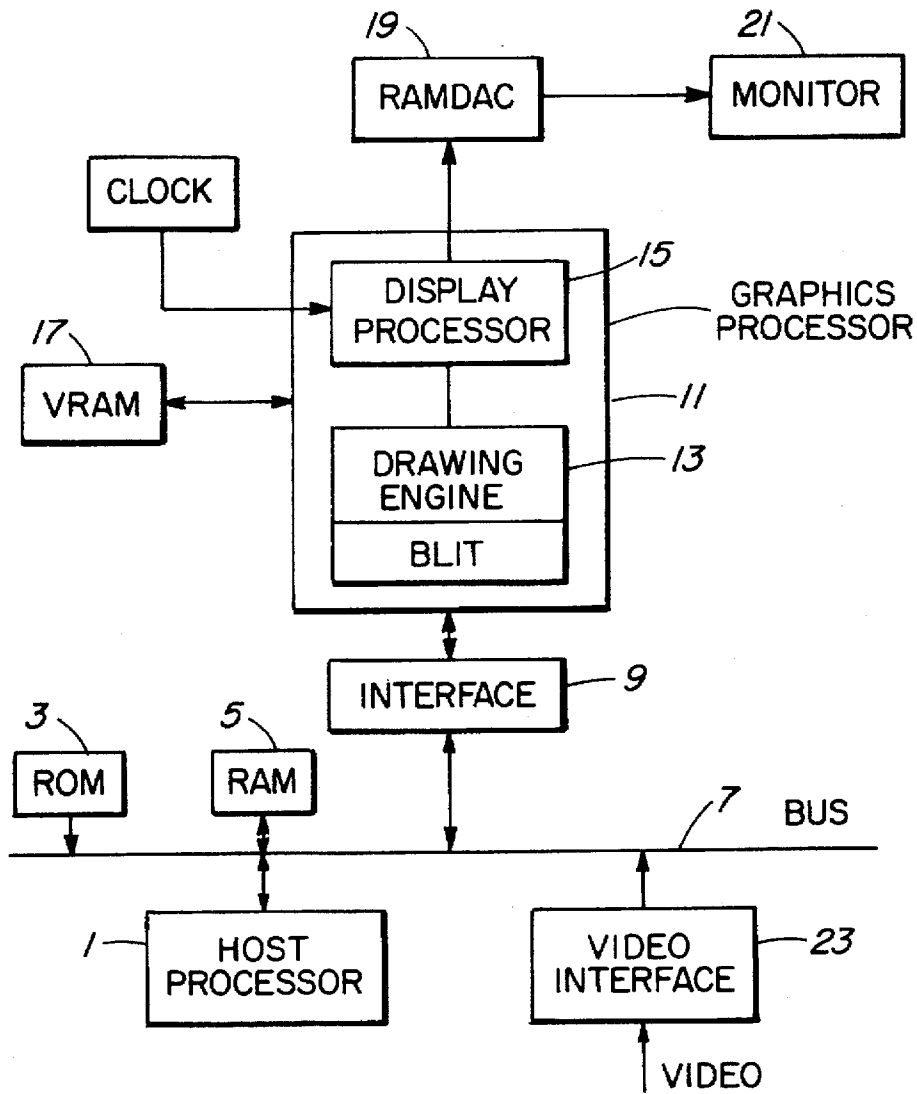 19
21
RAMDAC
MONITOR
CLOCK
15
DISPLAY
PROCESSOR
GRAPHICS
PROCESSOR
17
VRAM
11
DRAWING
ENGINE
13
BLIT
INTERFACE
9
3
5
ROM
RAM
7
BUS
1
HOST
PROCESSOR
VIDEO
INTERFACE
23
VIDEO